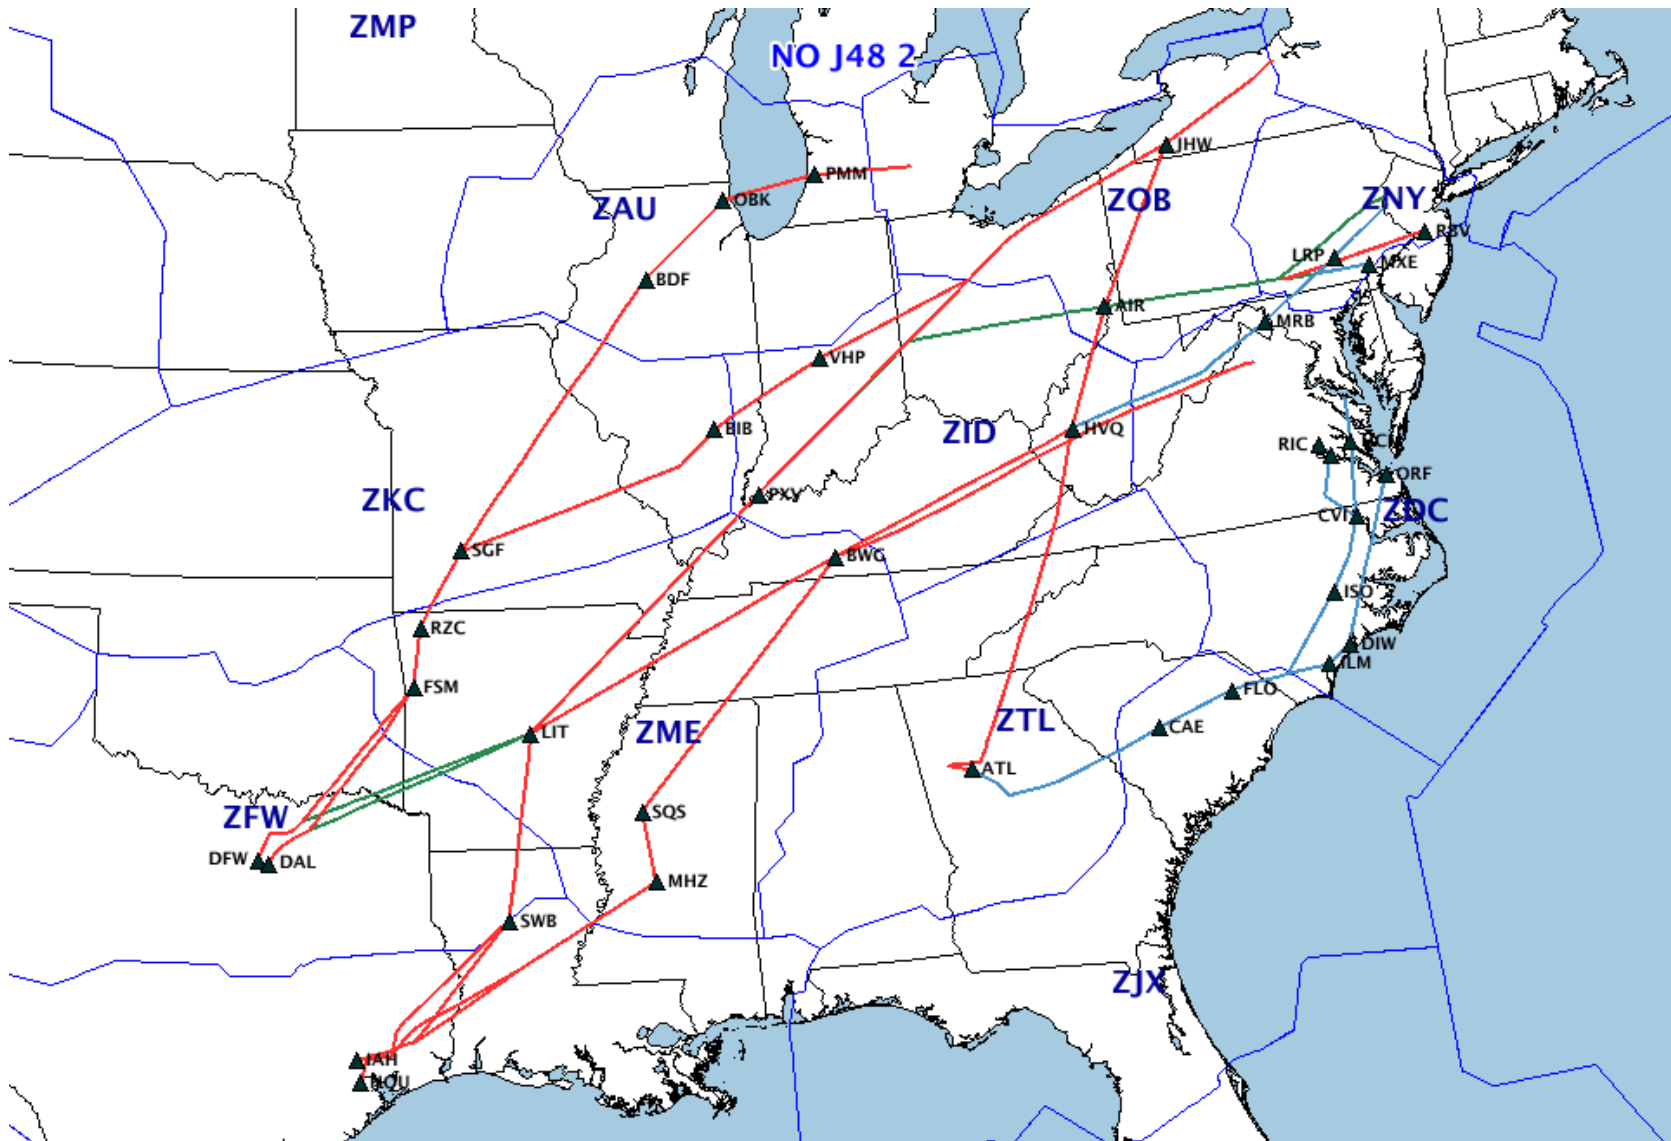 ZMP
NO J48 2
JHW
PMM
OBK
ZAU
ZOB
ZNY
RBV
LRP
MXE
BDF
AIR
MRB
VHP
BIB
HVQ
ZID
RIC
ORF
PXV
ZKC
CVI
ZDC
SGF
BWG
ISO
RZC
DIW
ILM
FSM
FLO
LIT
ZME
ZTL
CAE
ATL
ZFW
SQS
DFW
DAL
MHZ
SWB
ZJX
IAH
HOU